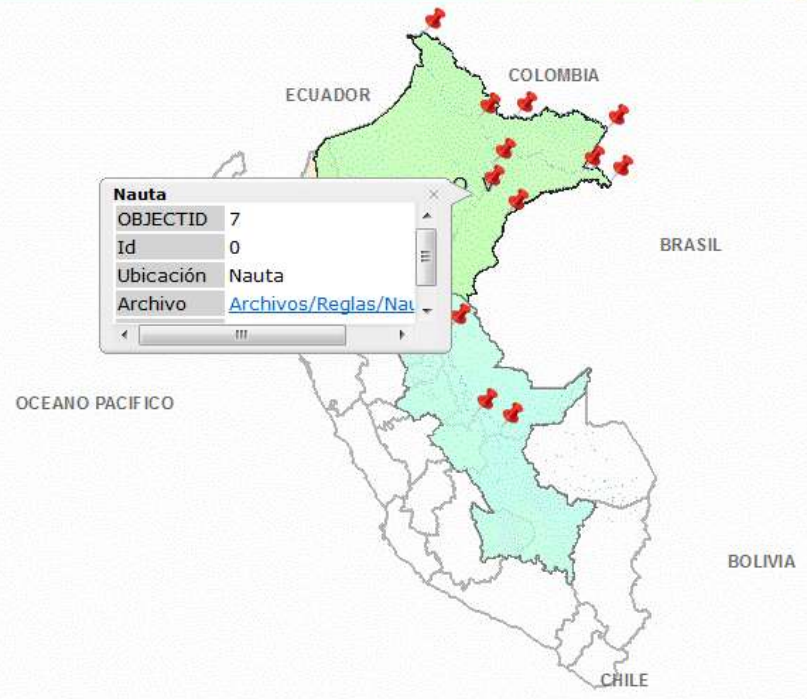 COLOMBIA
ECUADOR
Nauta
OBJECTID 7
Id 0
Ubicación Nauta
Archivo Archivos/Reglas/Nau
BRASIL
OCEANO PACIFICO
BOLIVIA
CHILE